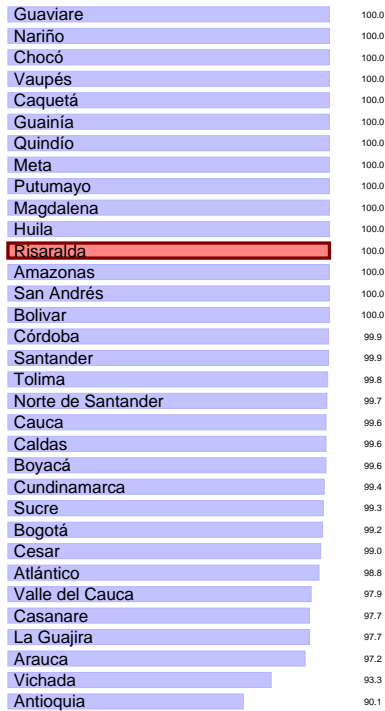 Guaviare 100.0
Nariño 100.0
Chocó 100.0
Vaupés 100.0
Caquetá 100.0
Guainía 100.0
Quindío 100.0
Meta 100.0
Putumayo 100.0
Magdalena 100.0
Huila 100.0
Risaralda 100.0
Amazonas 100.0
San Andrés 100.0
Bolivar 100.0
Córdoba 99.9
Santander 99.9
Tolima 99.8
Norte de Santander 99.7
Cauca 99.6
Caldas 99.6
Boyacá 99.6
Cundinamarca 99.4
Sucre 99.3
Bogotá 99.2
Cesar 99.0
Atlántico 98.8
Valle del Cauca 97.9
Casanare 97.7
La Guajira 97.7
Arauca 97.2
Vichada 93.3
Antioquia 90.1